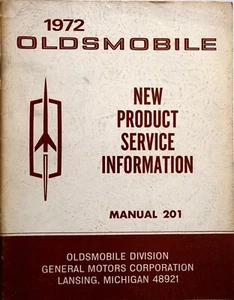 1972
OLDSMOBILE
NEW
PRODUCT
SERVICE
INFORMATION
MANUAL 201
OLDSMOBILE DIVISION
GENERAL MOTORS CORPORATION
LANSING, MICHIGAN 48921